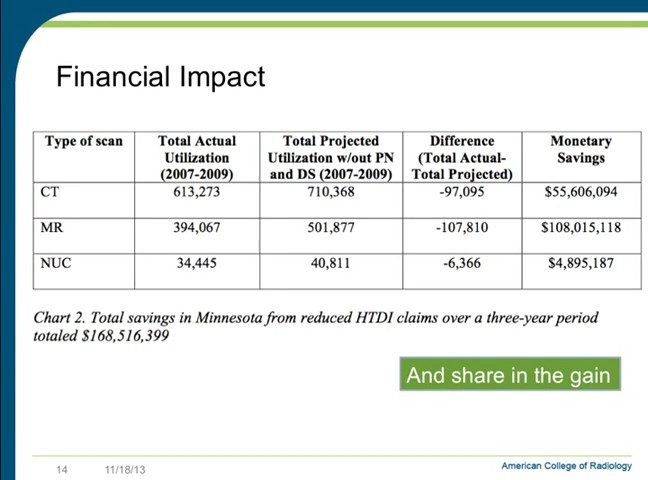 Financial Impact
Type of scan Total Actual Utilization (2007-2009) Total Projected Utilization w/out PN and DS (2007-2009) Difference (Total Actual-Total Projected) Monetary Savings
CT 613,273 710,368 -97,095 $55,606,094
MR 394,067 501,877 -107,810 $108,015,118
NUC 34,445 40,811 -6,366 $4,895,187
Chart 2. Total savings in Minnesota from reduced HTDI claims over a three-year period
totaled $168,516,399
And share in the gain
14 11/18/13 American College of Radiology